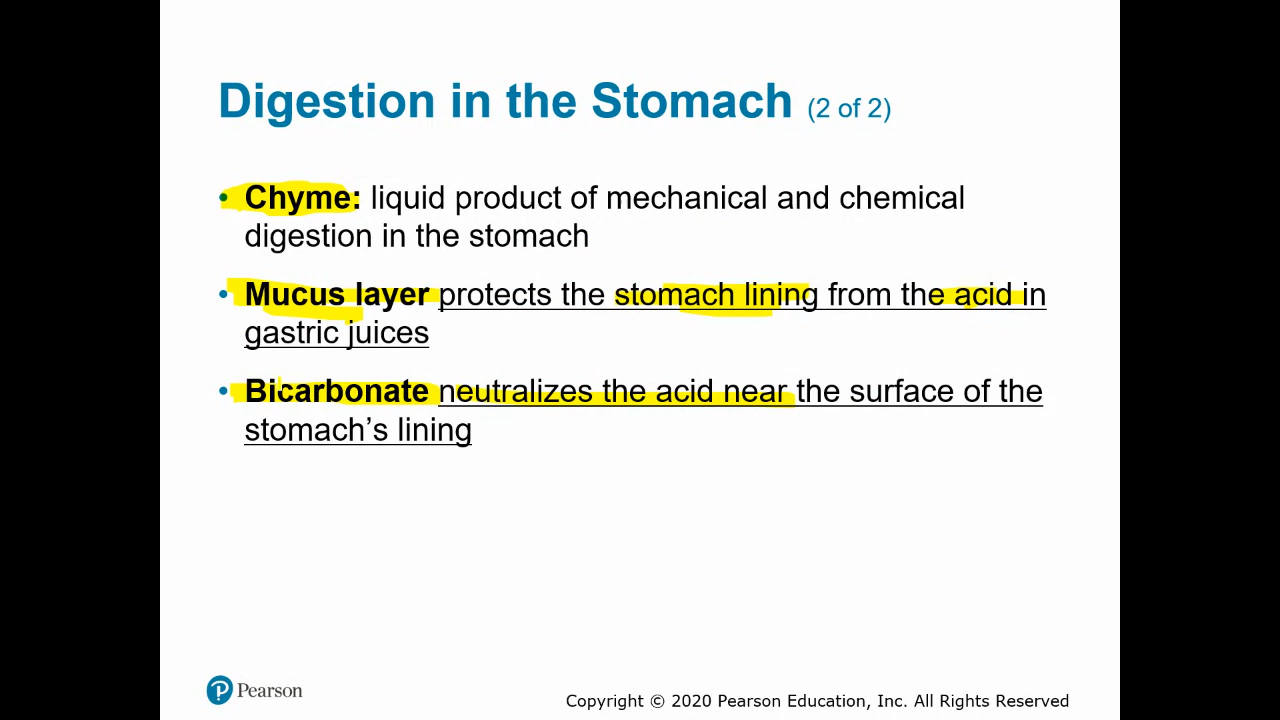 Digestion in the Stomach (2 of 2)
• Chyme: liquid product of mechanical and chemical
digestion in the stomach
• Mucus layer protects the stomach lining from the acid in
gastric juices
• Bicarbonate neutralizes the acid near the surface of the
stomach’s lining
Pearson
Copyright © 2020 Pearson Education, Inc. All Rights Reserved